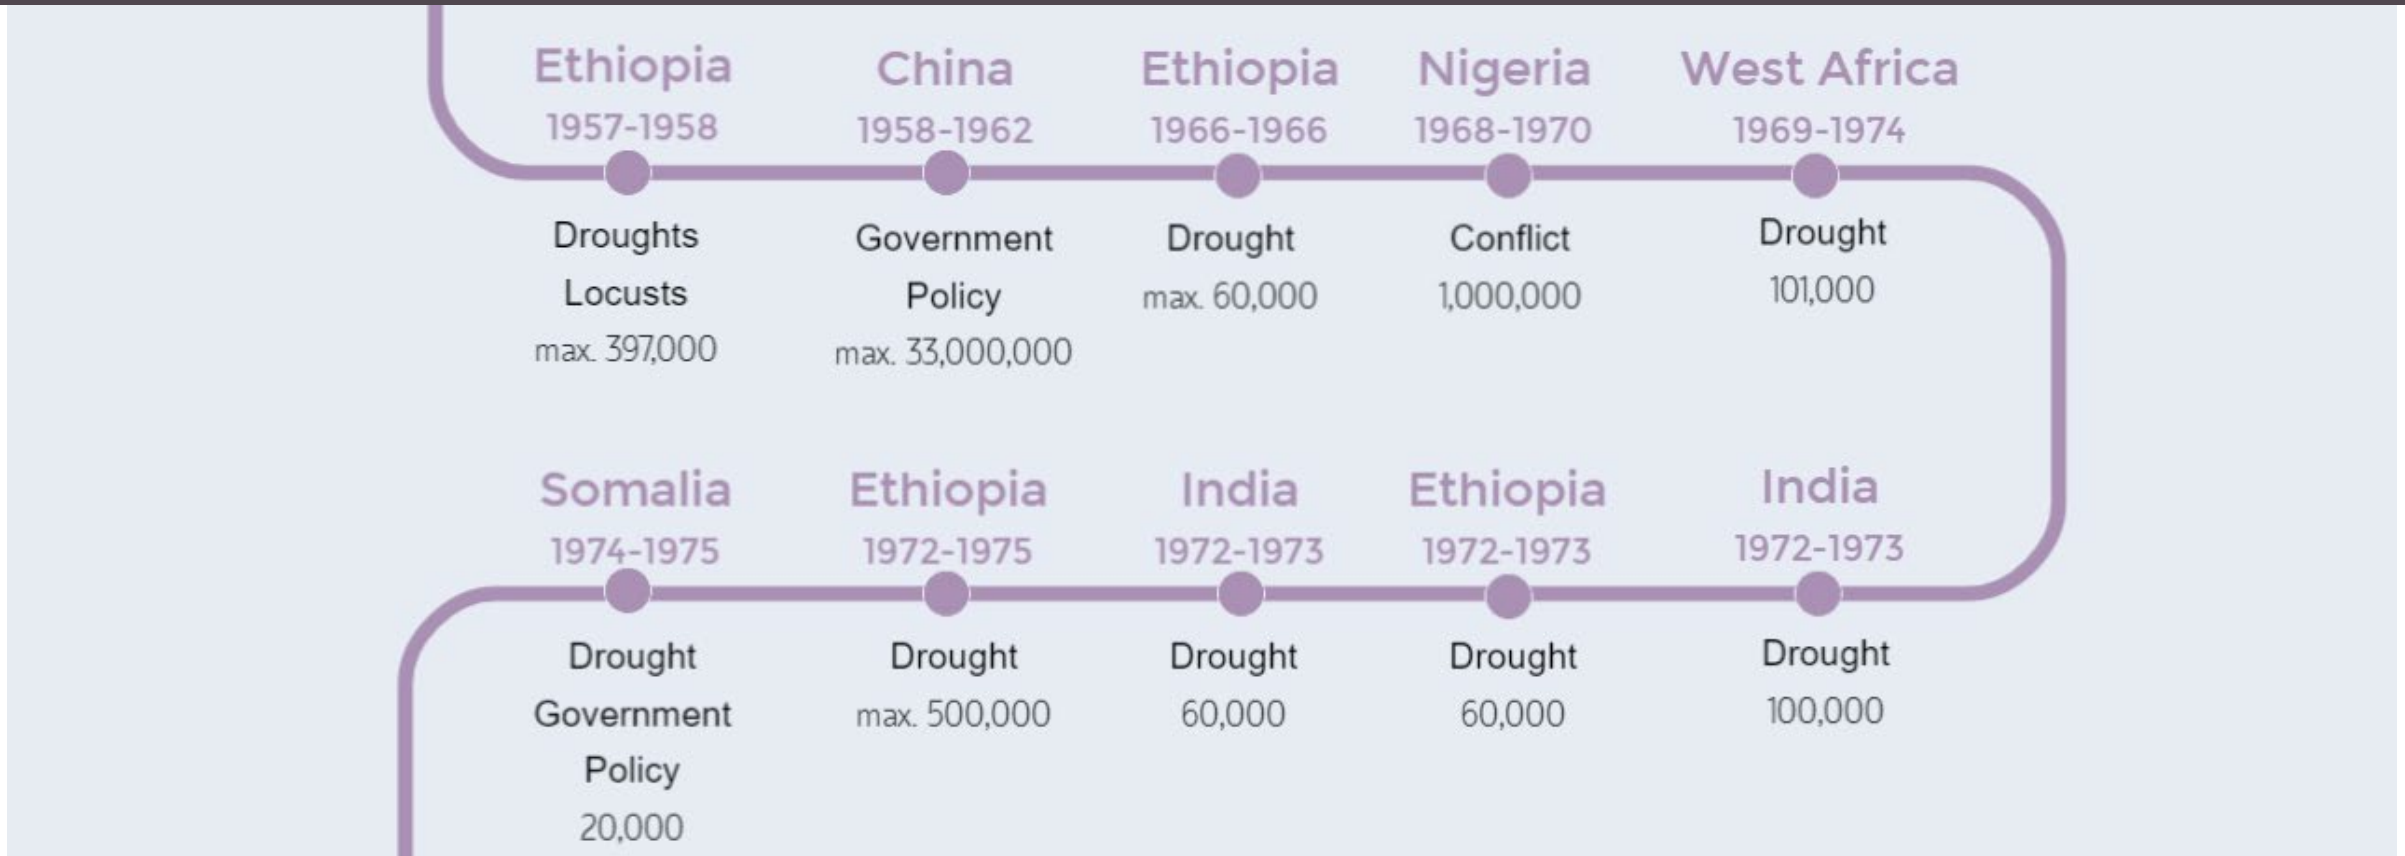 Ethiopia
1957-1958
Droughts
Locusts
max. 397,000
China
1958-1962
Government
Policy
max. 33,000,000
Ethiopia
1966-1966
Drought
max. 60,000
Nigeria
1968-1970
Conflict
1,000,000
West Africa
1969-1974
Drought
101,000
Somalia
1974-1975
Drought
Government
Policy
20,000
Ethiopia
1972-1975
Drought
max. 500,000
India
1972-1973
Drought
60,000
Ethiopia
1972-1973
Drought
60,000
India
1972-1973
Drought
100,000